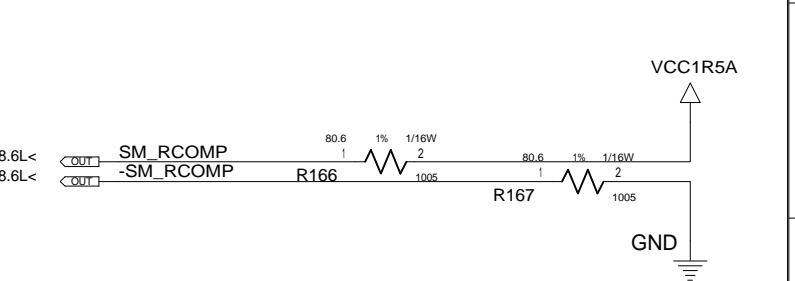 VCC1R5A
80.6 1% 1/16W
8.6L< OUT SM_RCOMP 1 2
80.6 1% 1/16W
8.6L< OUT -SM_RCOMP R166 1005 1 2
R167 1005
GND